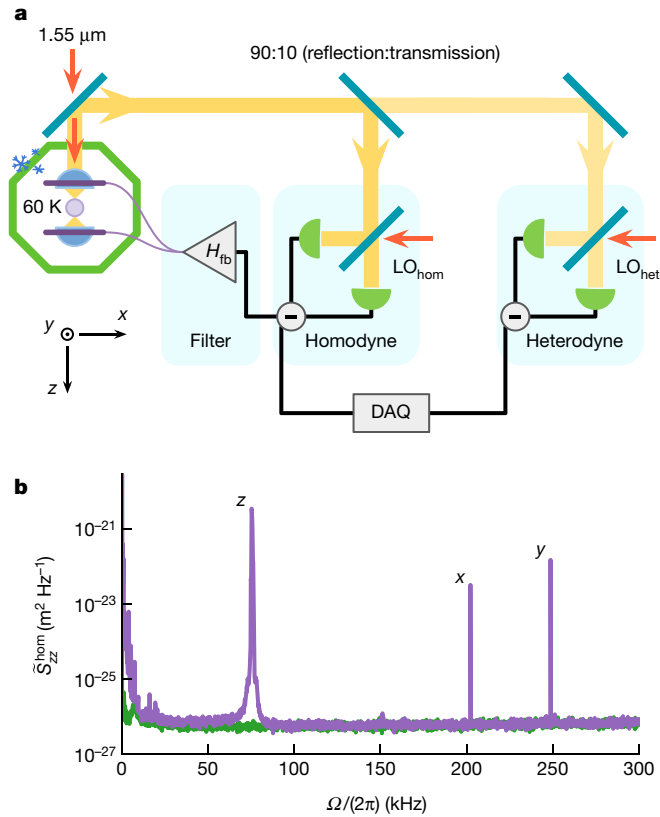 a
1.55 μm
90:10 (reflection:transmission)
60 K
H_fb
LO_hom
LO_het
y
x
z
Filter
Homodyne
Heterodyne
DAQ
b
z
x
y
10⁻²¹
10⁻²³
10⁻²⁵
10⁻²⁷
S̃_zz^hom (m² Hz⁻¹)
0
50
100
150
200
250
300
Ω/(2π) (kHz)